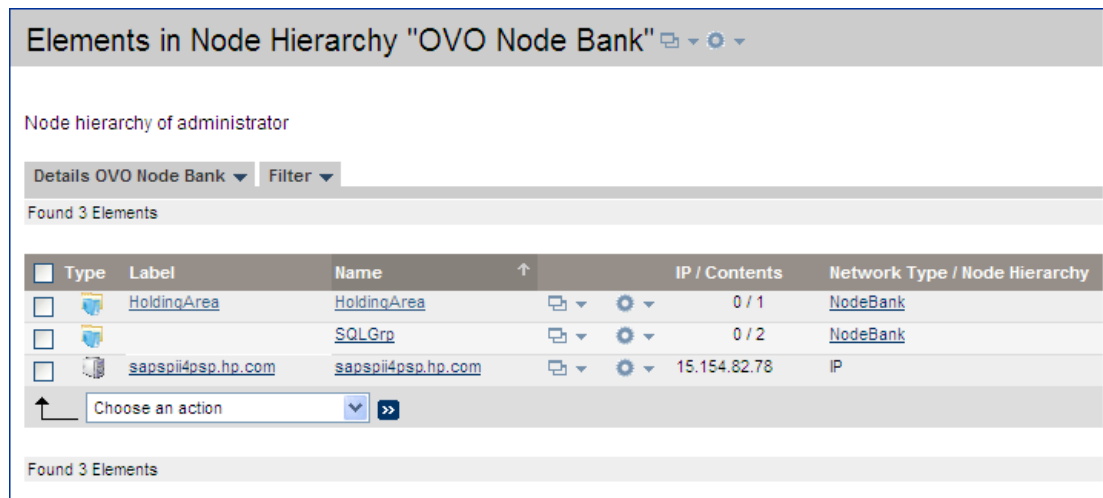 Elements in Node Hierarchy "OVO Node Bank"
Node hierarchy of administrator
Details OVO Node Bank Filter
Found 3 Elements
Type Label Name IP / Contents Network Type / Node Hierarchy
HoldingArea HoldingArea 0 / 1 NodeBank
SQLGrp 0 / 2 NodeBank
sapspii4psp.hp.com sapspii4psp.hp.com 15.154.82.78 IP
Choose an action
Found 3 Elements